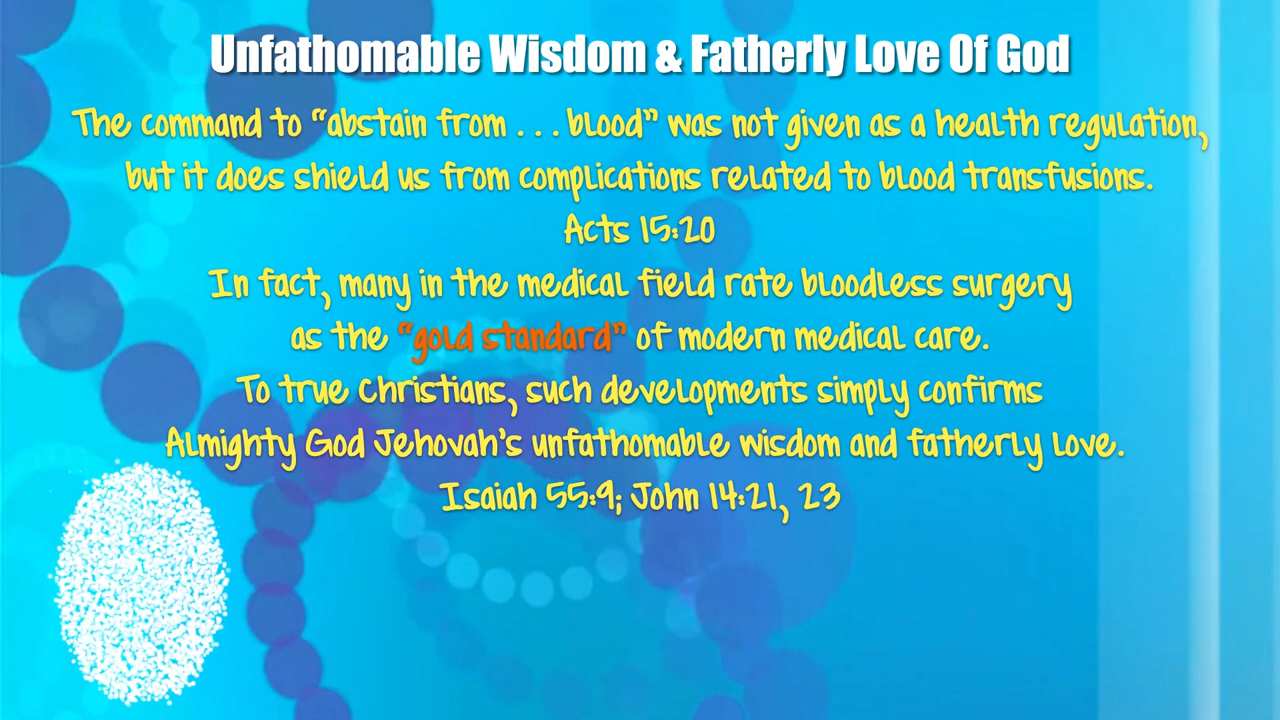 Unfathomable Wisdom & Fatherly Love Of God
The command to “abstain from . . . blood” was not given as a health regulation,
but it does shield us from complications related to blood transfusions.
Acts 15:20
In fact, many in the medical field rate bloodless surgery
as the “gold standard” of modern medical care.
To true Christians, such developments simply confirms
Almighty God Jehovah’s unfathomable wisdom and fatherly love.
Isaiah 55:9; John 14:21, 23